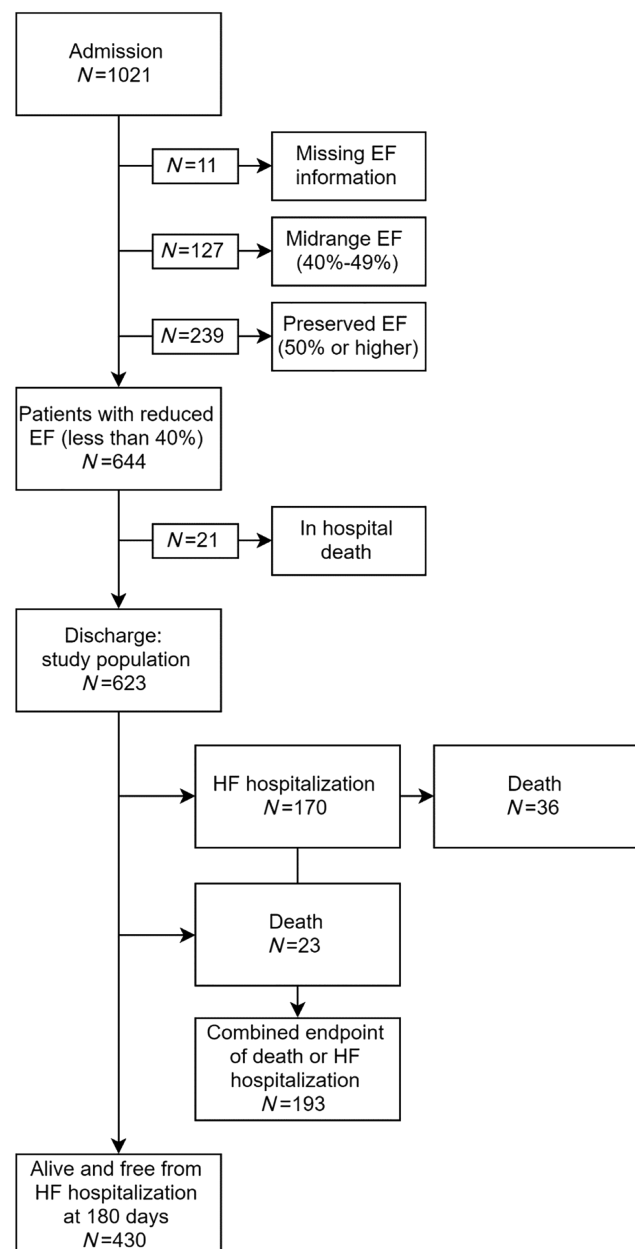 Admission
N=1021
N=11
Missing EF
information
N=127
Midrange EF
(40%-49%)
N=239
Preserved EF
(50% or higher)
Patients with reduced
EF (less than 40%)
N=644
N=21
In hospital
death
Discharge:
study population
N=623
HF hospitalization
N=170
Death
N=36
Death
N=23
Combined endpoint
of death or HF
hospitalization
N=193
Alive and free from
HF hospitalization
at 180 days
N=430